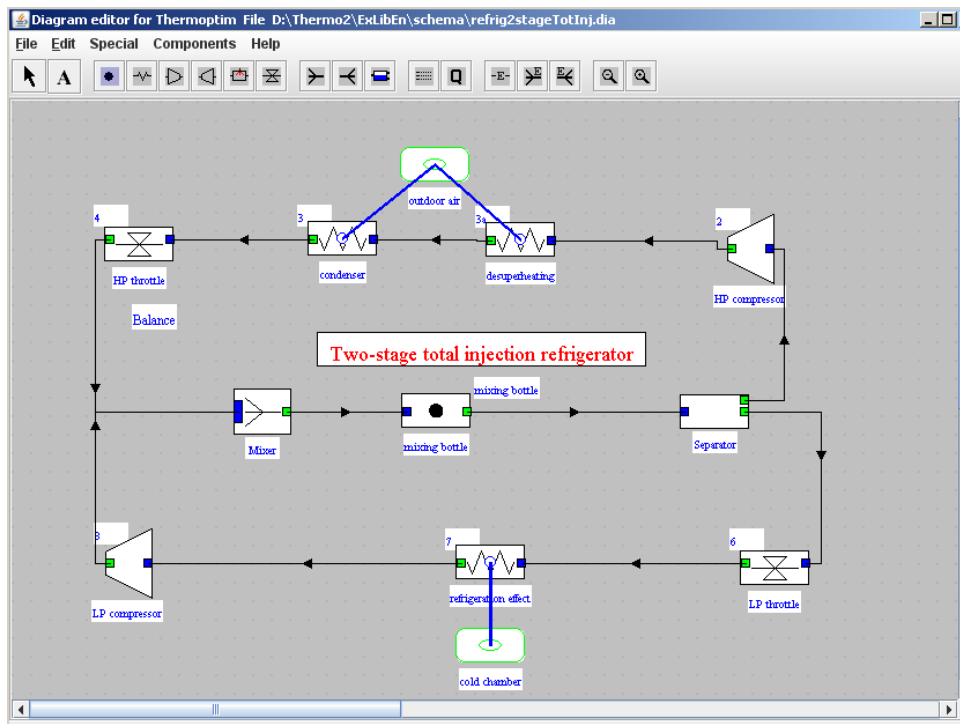 Diagram editor for Thermoptim File D:\Thermo2\ExLibEn\schema\refrig2stageTotInj.dia
File Edit Special Components Help
A Q -E- E E
outdoor air
4 3 3a 2
condenser desuperheating
HP throttle HP compressor
Balance
Two-stage total injection refrigerator
mixing bottle
Mixer mixing bottle Separator
8 7 6
refrigeration effect LP throttle
LP compressor
cold chamber